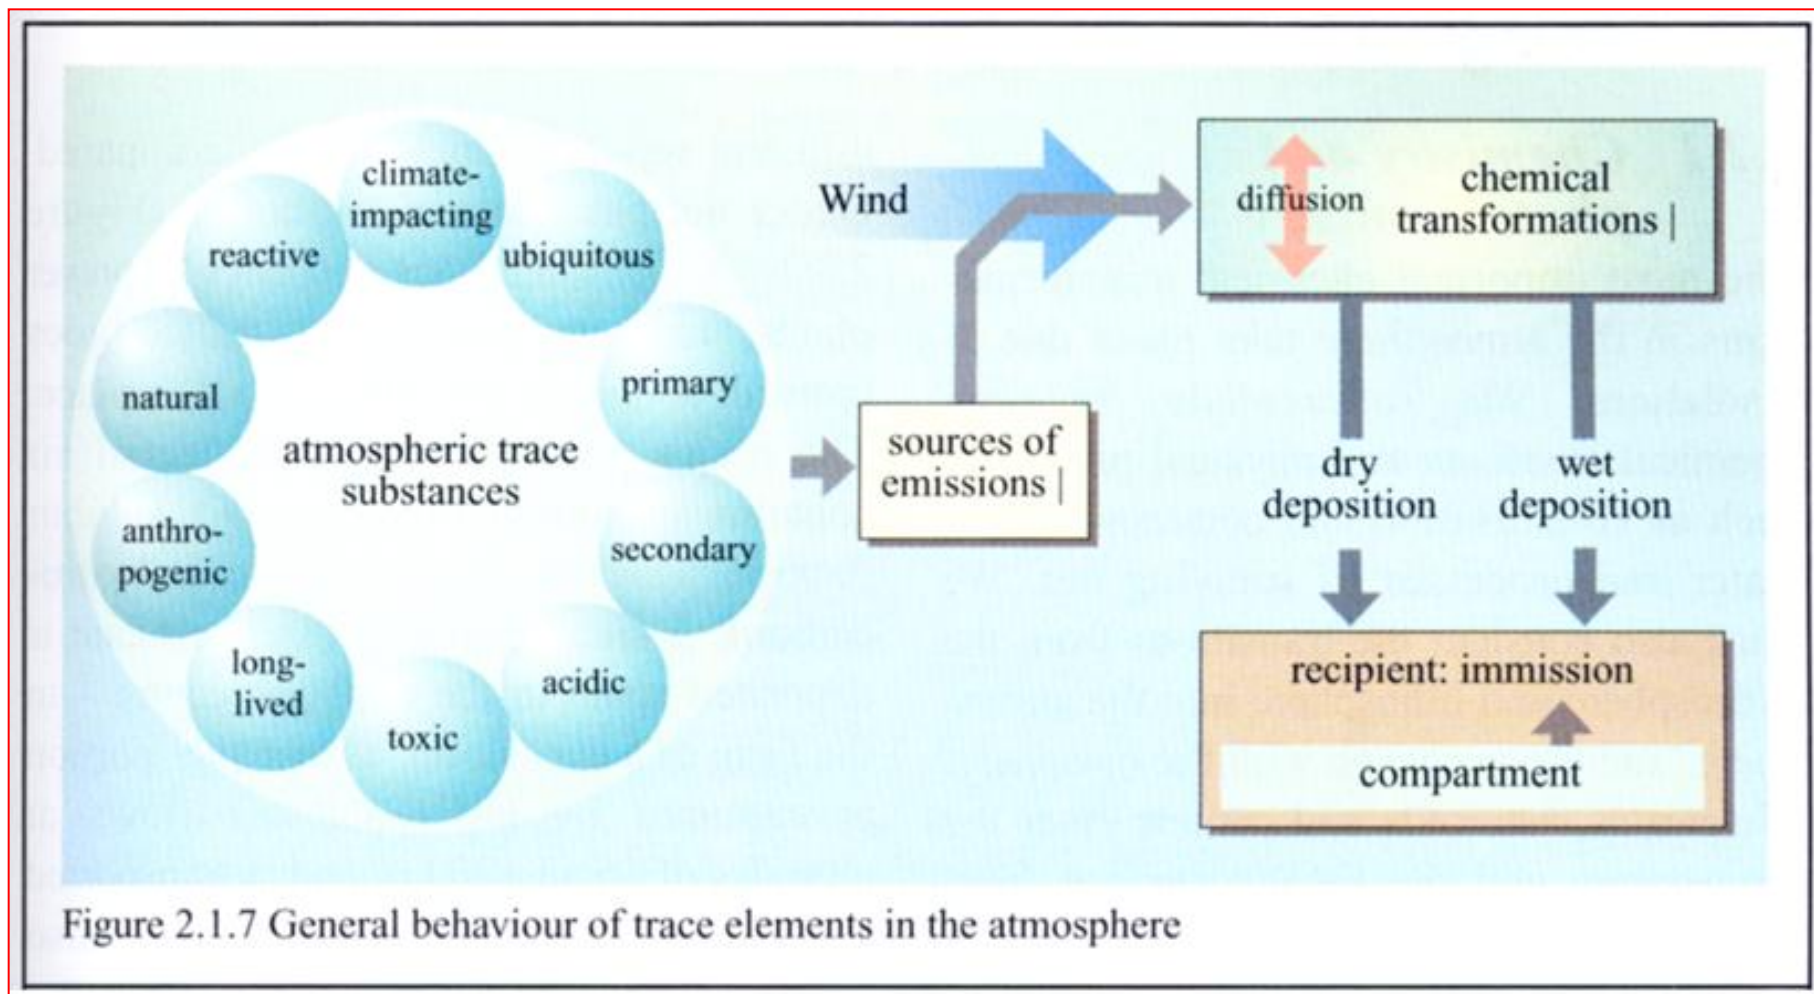 climate-
impacting
reactive
ubiquitous
natural
primary
atmospheric trace
substances
anthro-
pogenic
secondary
long-
lived
acidic
toxic
Wind
sources of
emissions |
diffusion
chemical
transformations |
dry
deposition
wet
deposition
recipient: immission
compartment
Figure 2.1.7 General behaviour of trace elements in the atmosphere